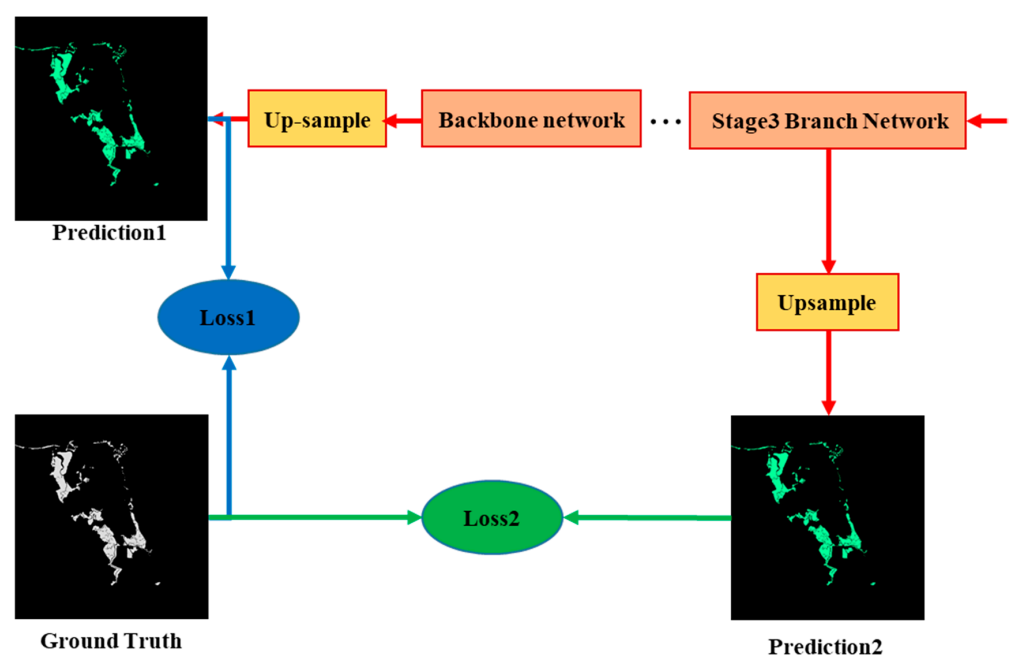 Up-sample
Backbone network
...
Stage3 Branch Network
Prediction1
Upsample
Loss1
Loss2
Ground Truth
Prediction2